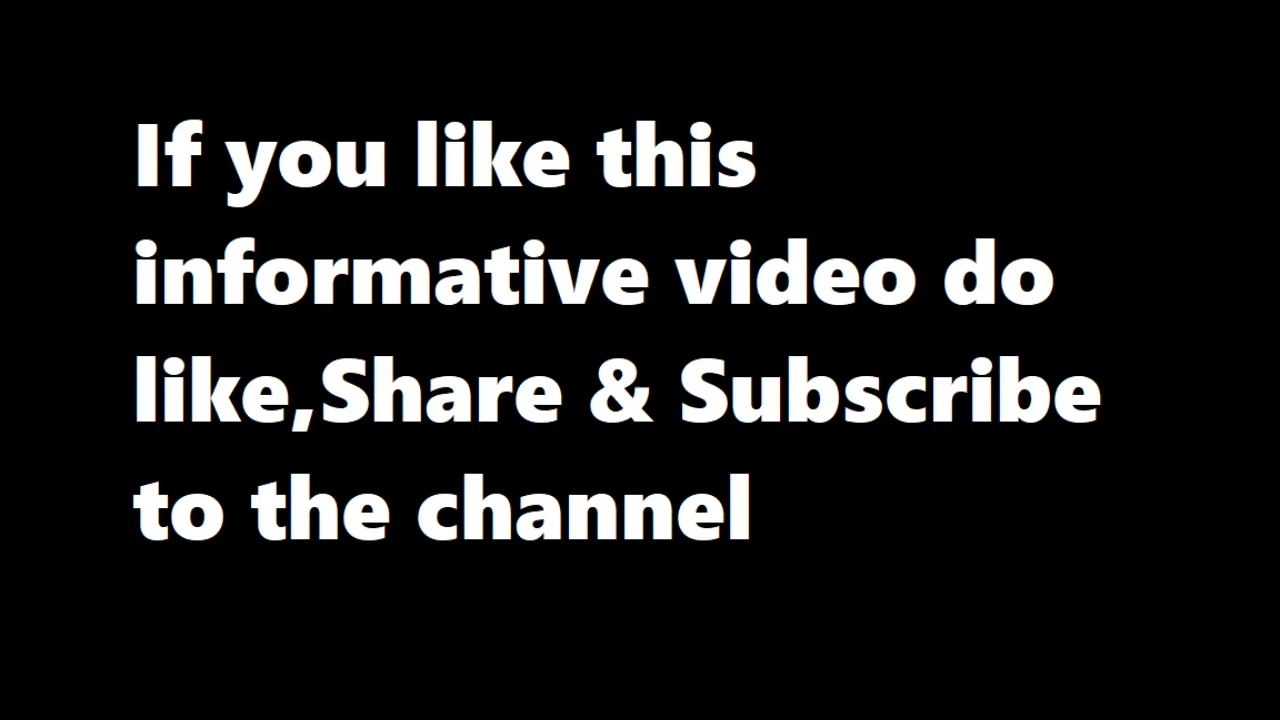 If you like this
informative video do
like,Share & Subscribe
to the channel